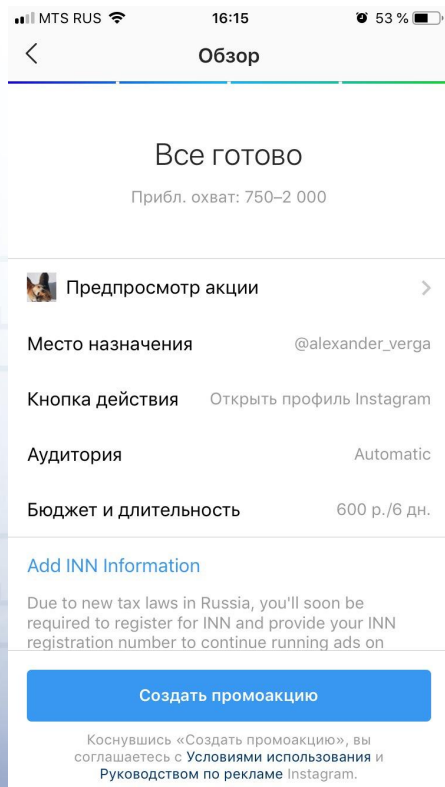 MTS RUS 16:15 53 %
Обзор
Все готово
Прибл. охват: 750–2 000
Предпросмотр акции
Место назначения @alexander_verga
Кнопка действия Открыть профиль Instagram
Аудитория Automatic
Бюджет и длительность 600 р./6 дн.
Add INN Information
Due to new tax laws in Russia, you'll soon be
required to register for INN and provide your INN
registration number to continue running ads on
Создать промоакцию
Коснувшись «Создать промоакцию», вы
соглашаетесь с Условиями использования и
Руководством по рекламе Instagram.